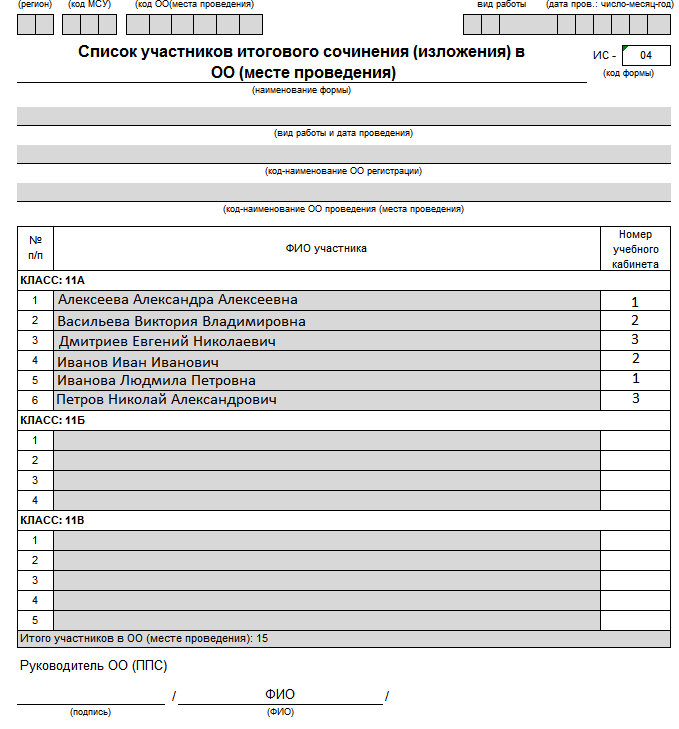 (регион) (код МСУ) (код ОО(места проведения) вид работы (дата пров.: число-месяц-год)
Список участников итогового сочинения (изложения) в
ОО (месте проведения)
ИС - 04
(код формы)
(наименование формы)
(вид работы и дата проведения)
(код-наименование ОО регистрации)
(код-наименование ОО проведения (места проведения)
№ п/п ФИО участника Номер учебного кабинета
КЛАСС: 11А
1 Алексеева Александра Алексеевна 1
2 Васильева Виктория Владимировна 2
3 Дмитриев Евгений Николаевич 3
4 Иванов Иван Иванович 2
5 Иванова Людмила Петровна 1
6 Петров Николай Александрович 3
КЛАСС: 11Б
1
2
3
4
КЛАСС: 11В
1
2
3
4
5
Итого участников в ОО (месте проведения): 15
Руководитель ОО (ППС)
/ ФИО /
(подпись) (ФИО)